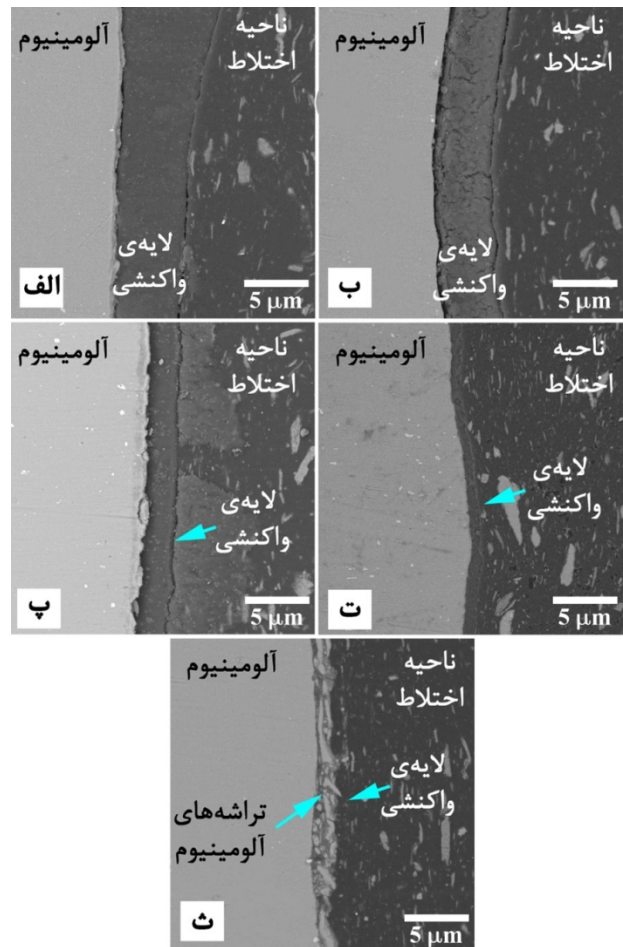 آلومینیوم
ناحیه
اختلاط
لایه‌ی
واکنشی
الف
5 μm
آلومینیوم
ناحیه
اختلاط
لایه‌ی
واکنشی
ب
5 μm
آلومینیوم
ناحیه
اختلاط
لایه‌ی
واکنشی
پ
5 μm
آلومینیوم
ناحیه
اختلاط
لایه‌ی
واکنشی
ت
5 μm
آلومینیوم
ناحیه
اختلاط
لایه‌ی
واکنشی
تراشه‌های
آلومینیوم
ث
5 μm